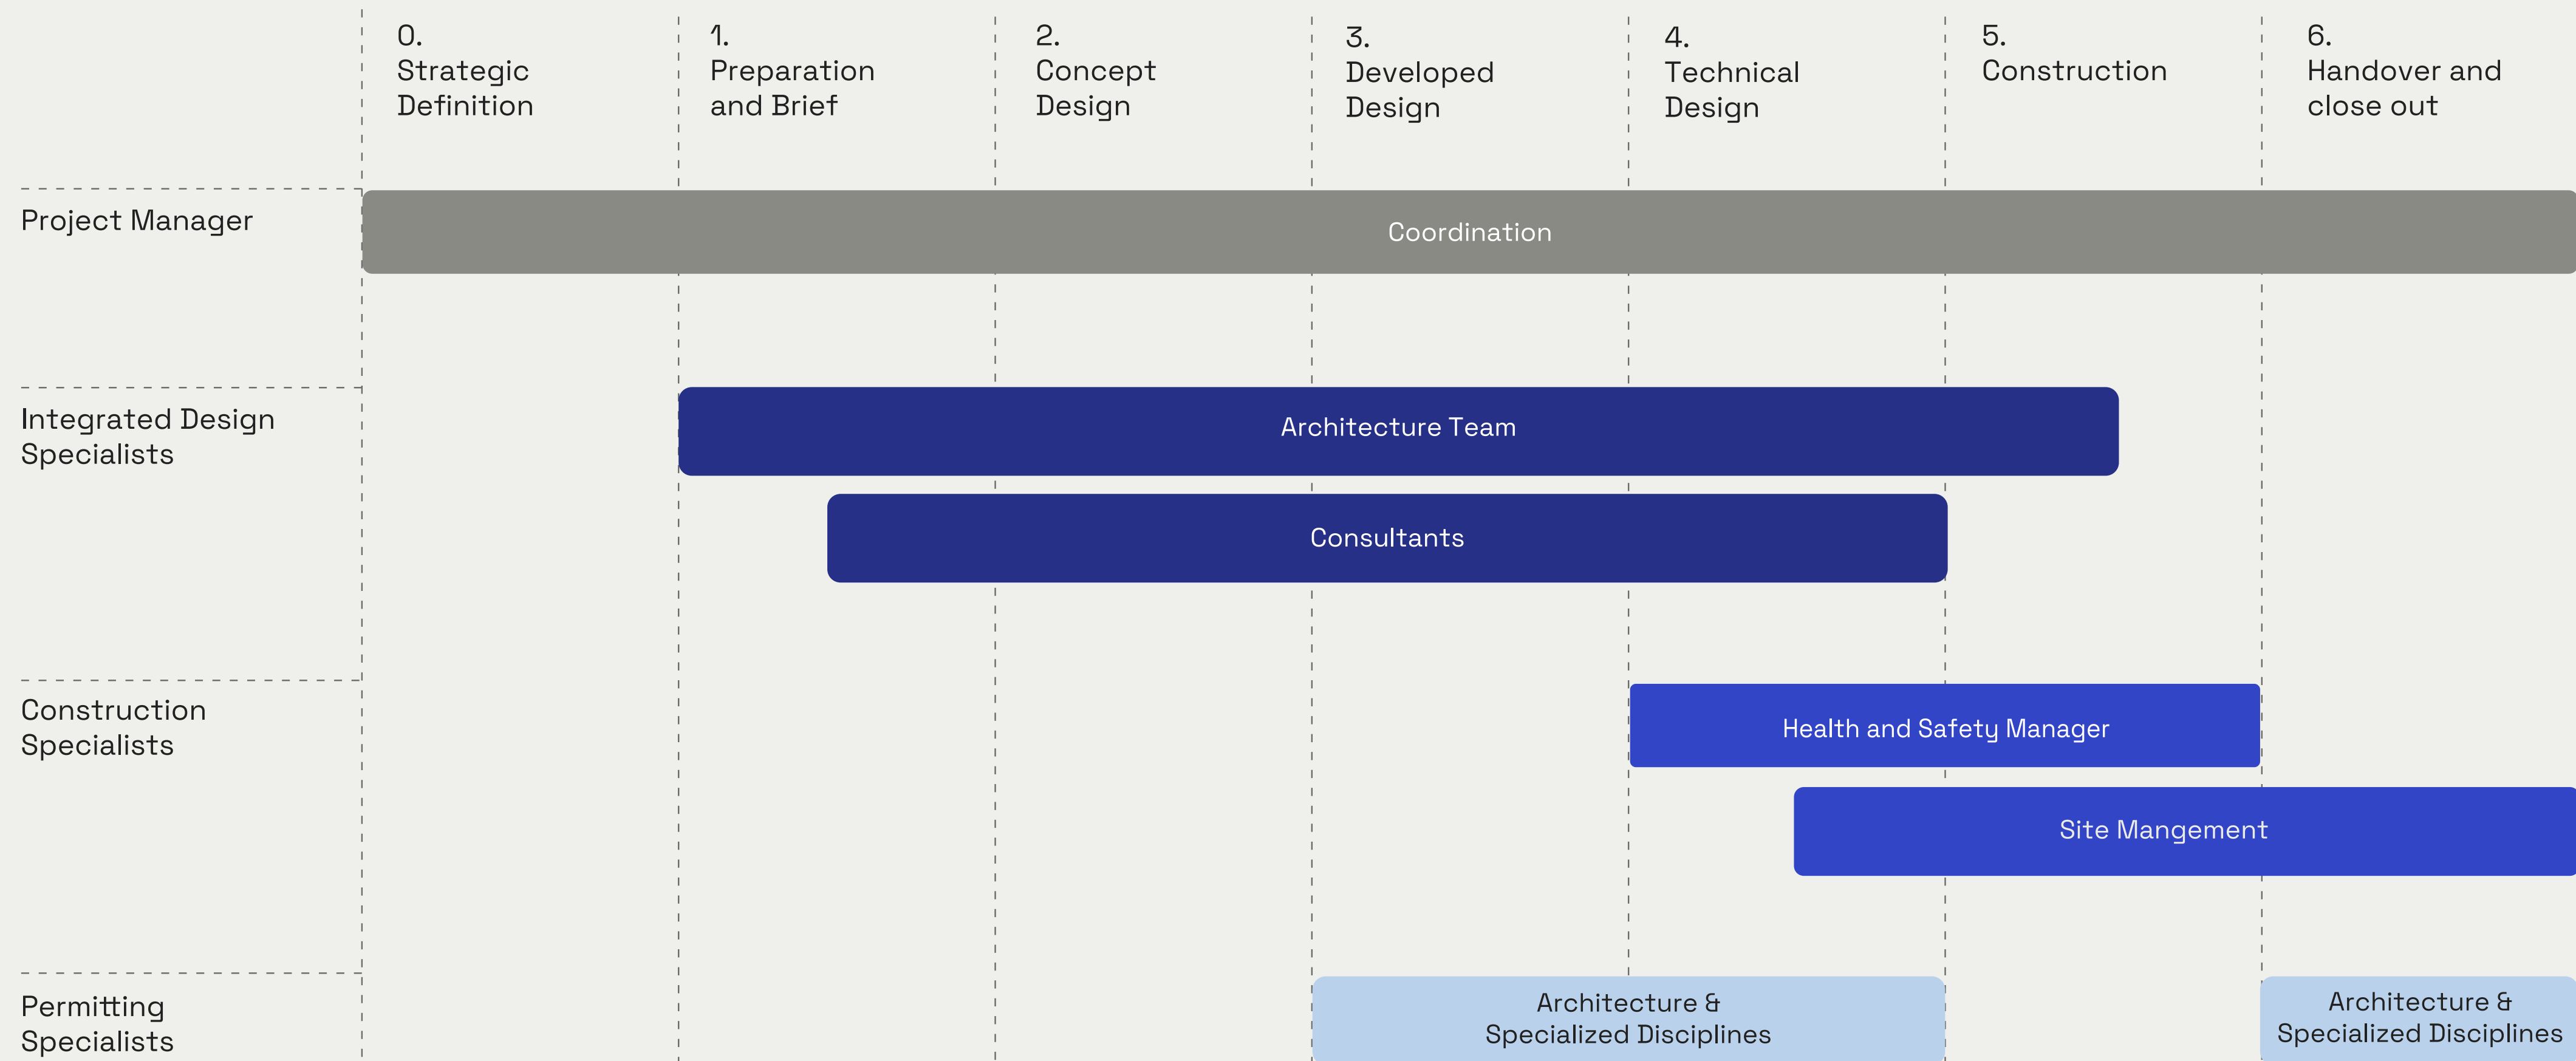 0.
Strategic
Definition
1.
Preparation
and Brief
2.
Concept
Design
3.
Developed
Design
4.
Technical
Design
5.
Construction
6.
Handover and
close out
Project Manager
Coordination
Integrated Design
Specialists
Architecture Team
Consultants
Construction
Specialists
Health and Safety Manager
Site Mangement
Permitting
Specialists
Architecture &
Specialized Disciplines
Architecture &
Specialized Disciplines